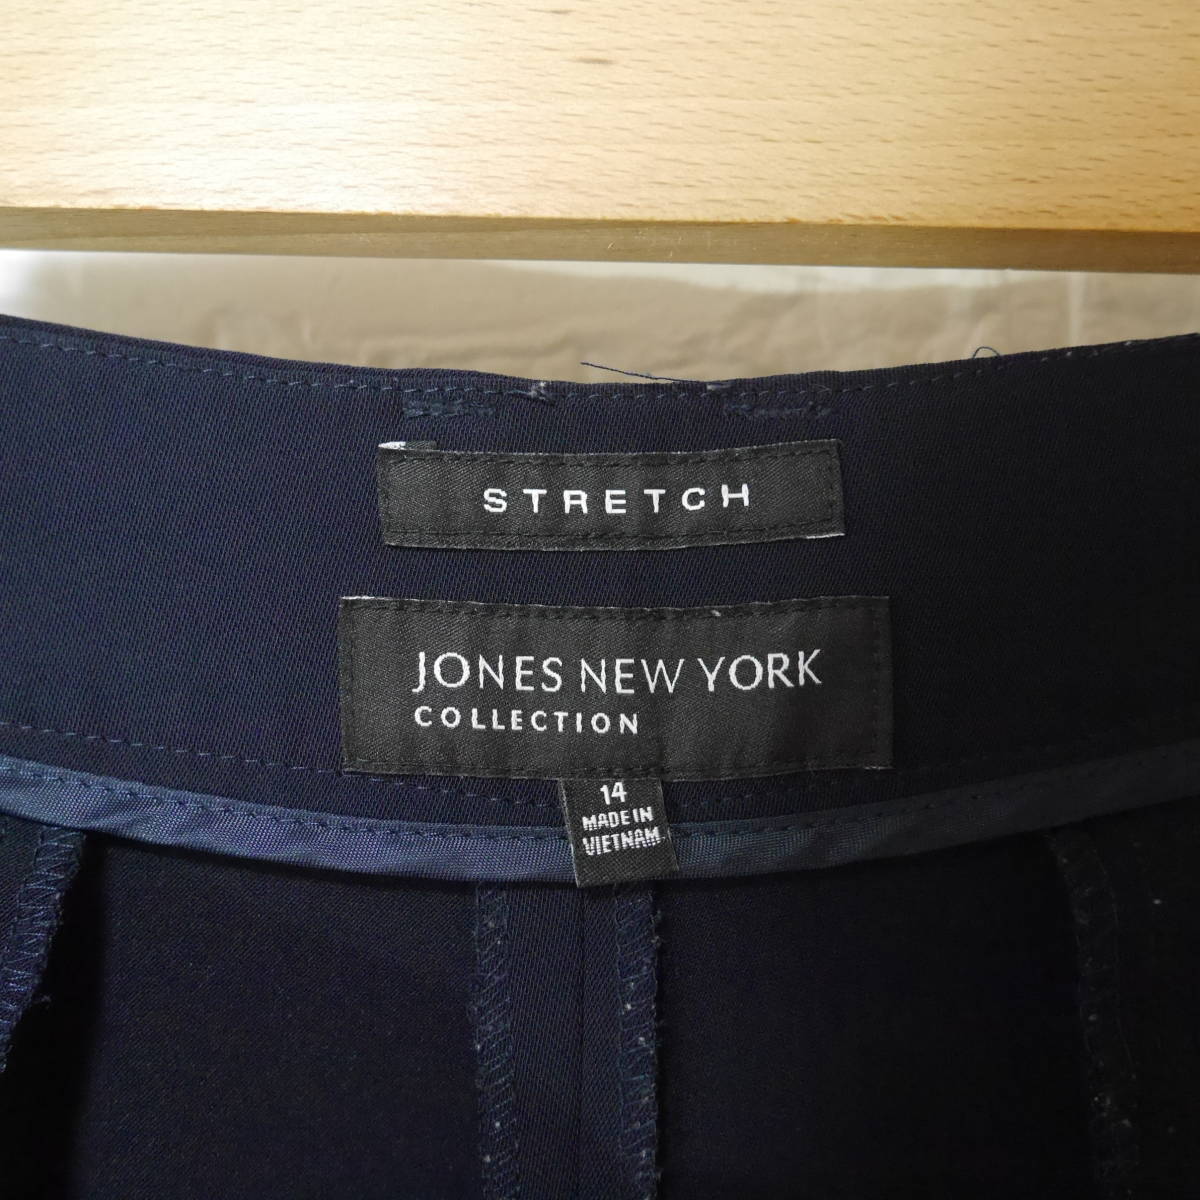 STRETCH
JONES NEW YORK
COLLECTION
14
MADE IN
VIETNAM